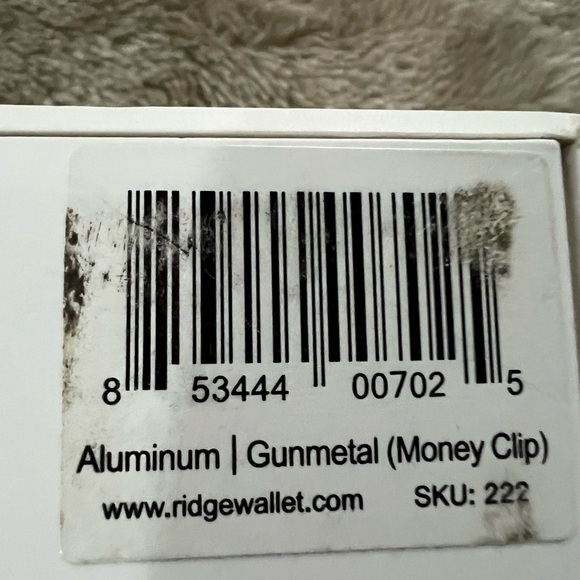 8 53444 00702 5
Aluminum | Gunmetal (Money Clip)
www.ridgewallet.com SKU: 222